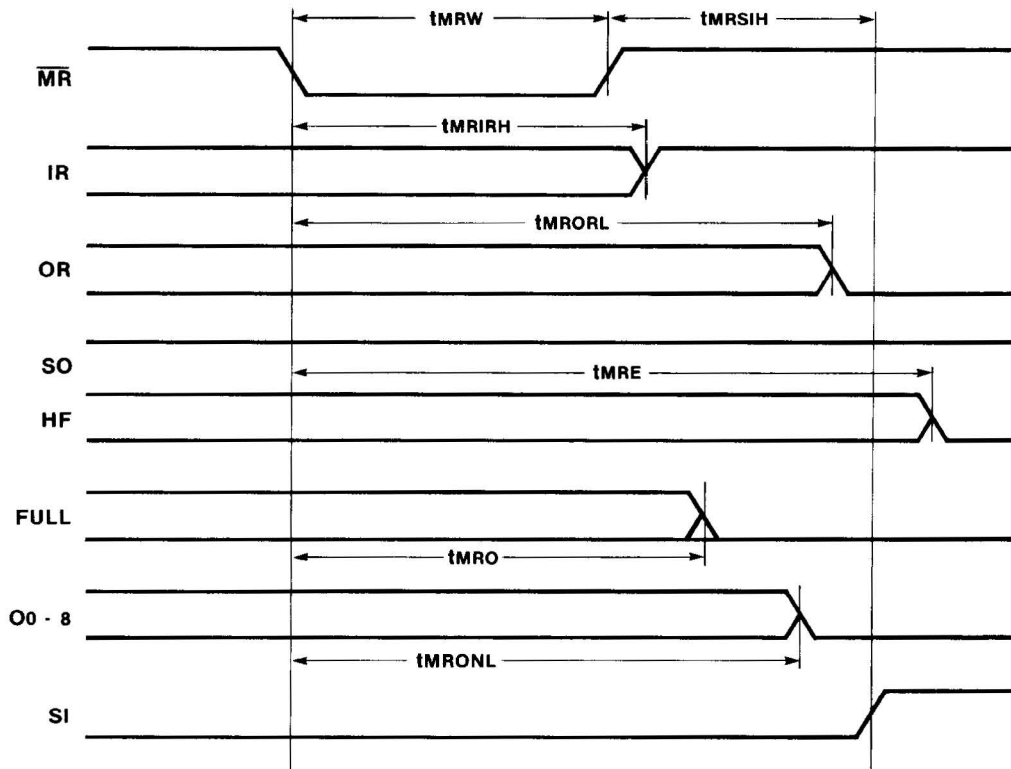 tMRW
tMRSIH
MR
tMRIRH
IR
tMRORL
OR
SO
tMRE
HF
FULL
tMRO
O0 - 8
tMRONL
SI